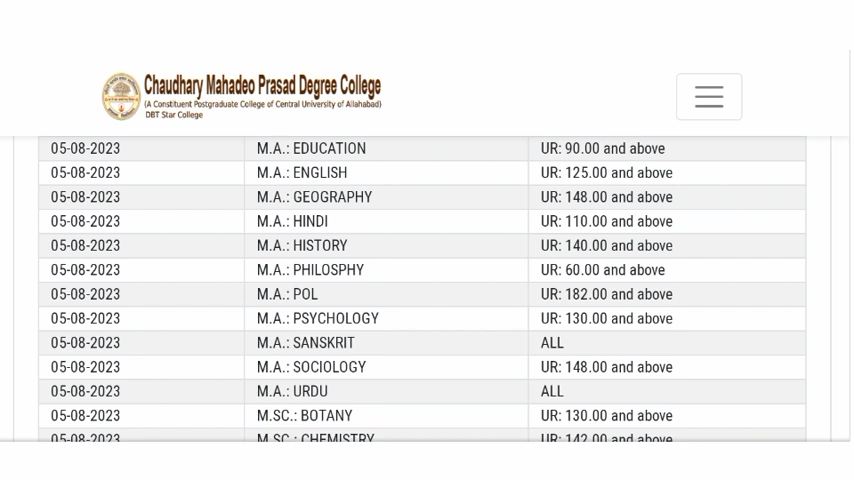 Chaudhary Mahadeo Prasad Degree College
(A Constituent Postgraduate College of Central University of Allahabad)
DBT Star College
05-08-2023 M.A.: EDUCATION UR: 90.00 and above
05-08-2023 M.A.: ENGLISH UR: 125.00 and above
05-08-2023 M.A.: GEOGRAPHY UR: 148.00 and above
05-08-2023 M.A.: HINDI UR: 110.00 and above
05-08-2023 M.A.: HISTORY UR: 140.00 and above
05-08-2023 M.A.: PHILOSPHY UR: 60.00 and above
05-08-2023 M.A.: POL UR: 182.00 and above
05-08-2023 M.A.: PSYCHOLOGY UR: 130.00 and above
05-08-2023 M.A.: SANSKRIT ALL
05-08-2023 M.A.: SOCIOLOGY UR: 148.00 and above
05-08-2023 M.A.: URDU ALL
05-08-2023 M.SC.: BOTANY UR: 130.00 and above
05-08-2023 M.SC.: CHEMISTRY UR: 142.00 and above